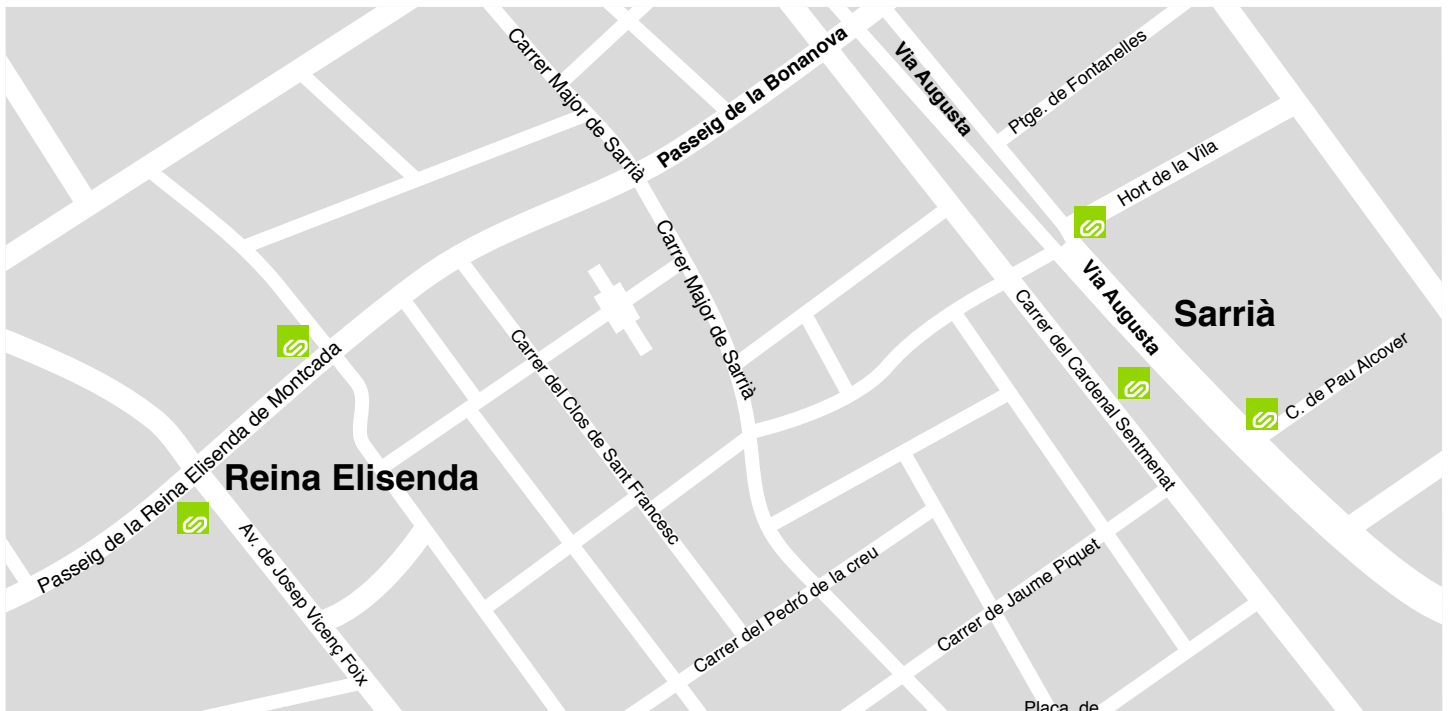 Carrer Major de Sarrià
Passeig de la Bonanova
Via Augusta
Ptge. de Fontanelles
Hort de la Vila
Carrer Major de Sarrià
Via Augusta
Sarrià
Carrer del Cardenal Sentmenat
C. de Pau Alcover
Carrer del Clos de Sant Francesc
Passeig de la Reina Elisenda de Montcada
Reina Elisenda
Av. de Josep Vicenç Foix
Carrer del Pedró de la creu
Carrer de Jaume Piquet
Plaça. de